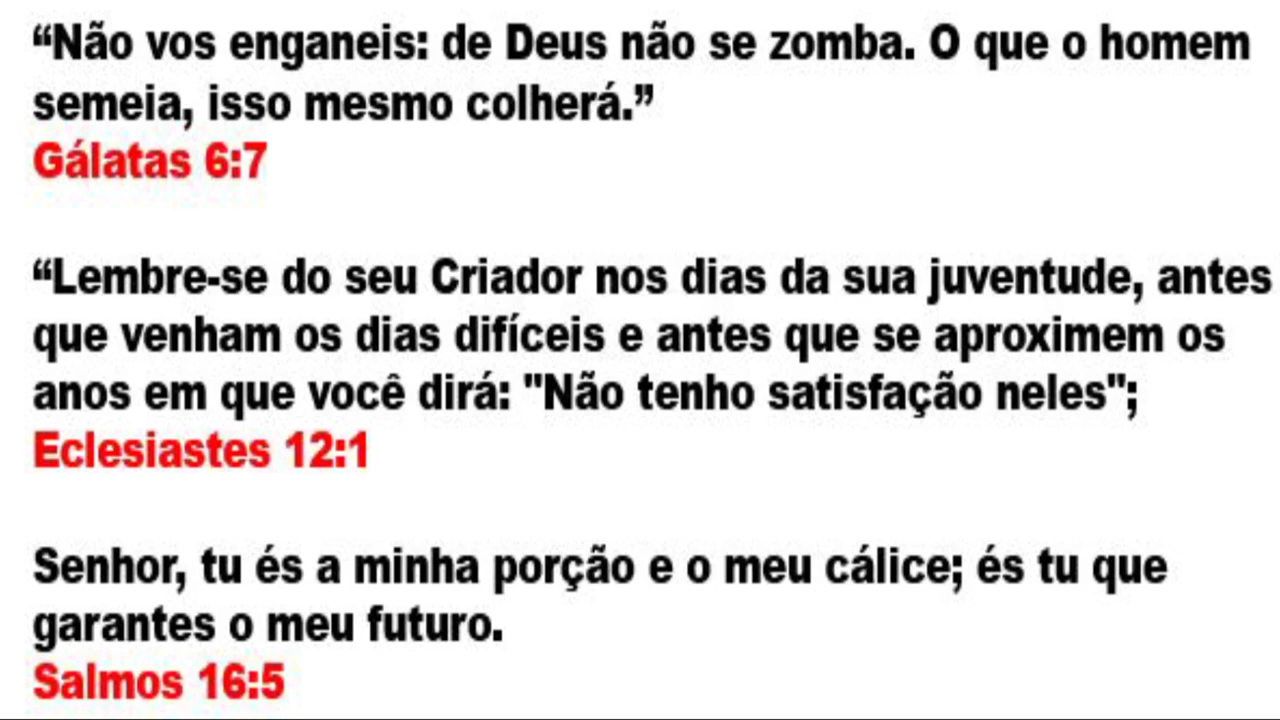 “Não vos enganeis: de Deus não se zomba. O que o homem
semeia, isso mesmo colherá.”
Gálatas 6:7
“Lembre-se do seu Criador nos dias da sua juventude, antes
que venham os dias difíceis e antes que se aproximem os
anos em que você dirá: "Não tenho satisfação neles";
Eclesiastes 12:1
Senhor, tu és a minha porção e o meu cálice; és tu que
garantes o meu futuro.
Salmos 16:5